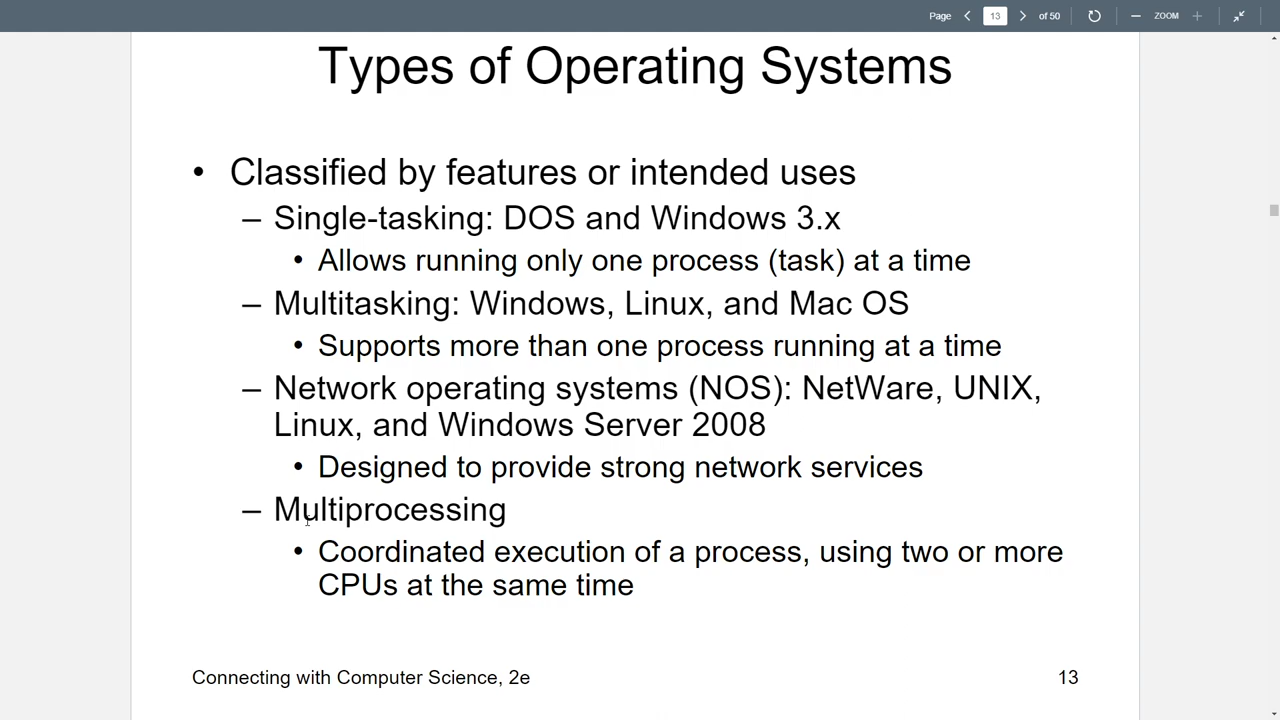 Page 13 of 50 ZOOM
Types of Operating Systems
• Classified by features or intended uses
– Single-tasking: DOS and Windows 3.x
• Allows running only one process (task) at a time
– Multitasking: Windows, Linux, and Mac OS
• Supports more than one process running at a time
– Network operating systems (NOS): NetWare, UNIX,
Linux, and Windows Server 2008
• Designed to provide strong network services
– Multiprocessing
• Coordinated execution of a process, using two or more
CPUs at the same time
Connecting with Computer Science, 2e 13